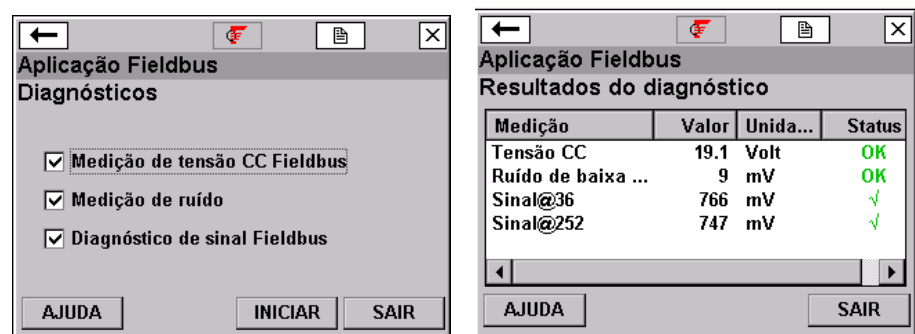 Aplicação Fieldbus
Diagnósticos
Medição de tensão CC Fieldbus
Medição de ruído
Diagnóstico de sinal Fieldbus
AJUDA INICIAR SAIR
Aplicação Fieldbus
Resultados do diagnóstico
Medição Valor Unida... Status
Tensão CC 19.1 Volt OK
Ruído de baixa ... 9 mV OK
Sinal@36 766 mV √
Sinal@252 747 mV √
AJUDA SAIR